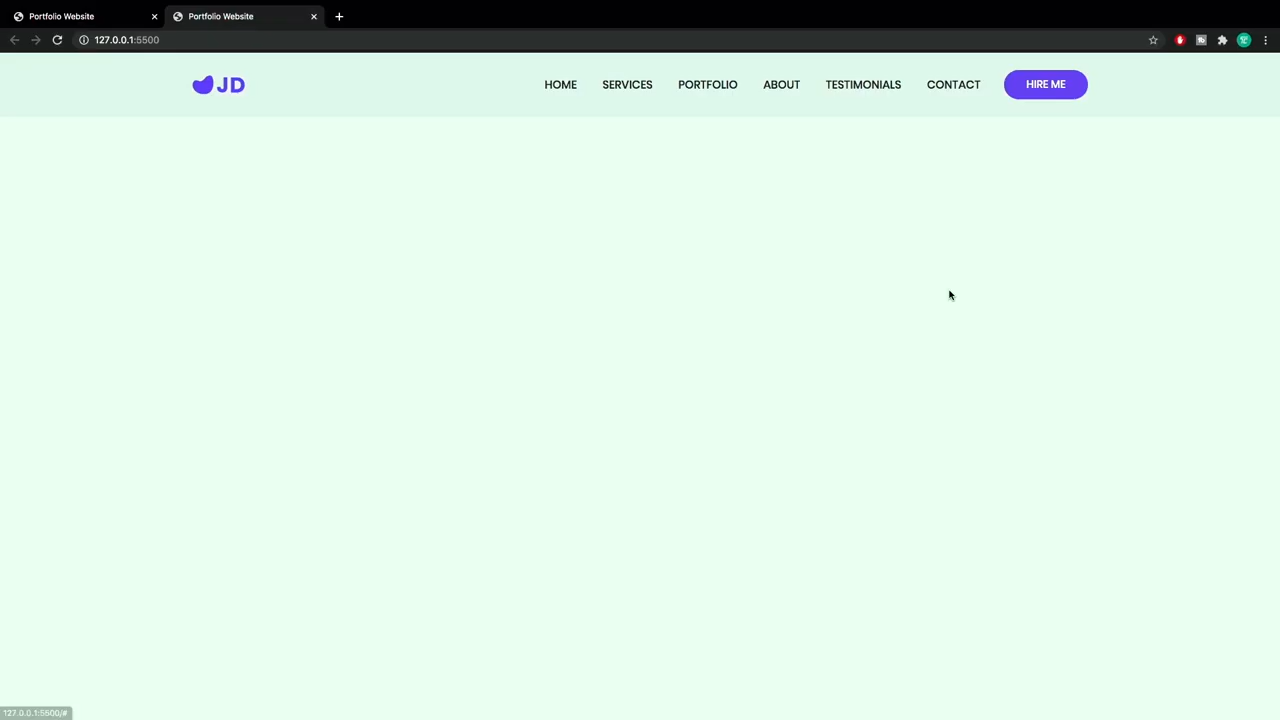 Portfolio Website
Portfolio Website
127.0.0.1:5500
JD
HOME SERVICES PORTFOLIO ABOUT TESTIMONIALS CONTACT HIRE ME
127.0.0.1:5500/#